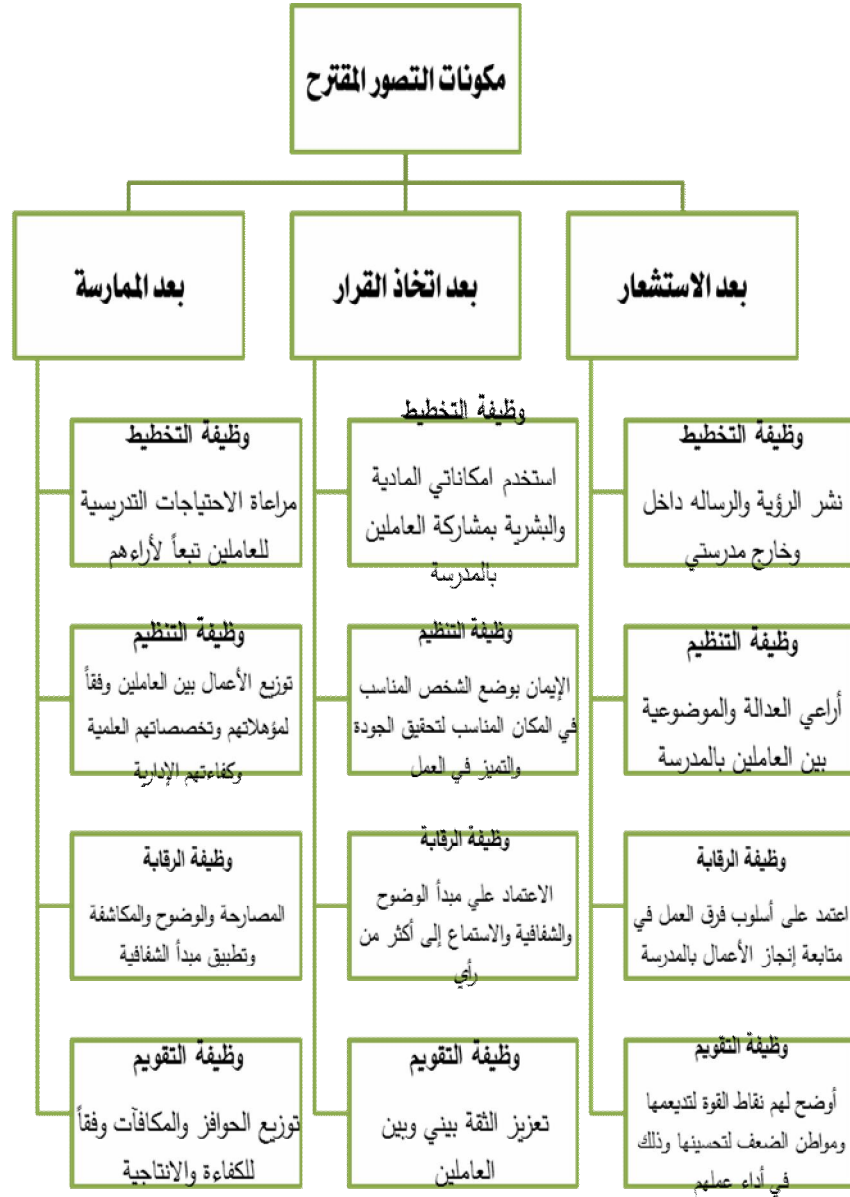 مكونات التصور المقترح
بعد الاستشعار
وظيفة التخطيط
نشر الرؤية والرساله داخل
وخارج مدرستي
وظيفة التنظيم
أراعي العدالة والموضوعية
بين العاملين بالمدرسة
وظيفة الرقابة
اعتمد على أسلوب فرق العمل في
متابعة إنجاز الأعمال بالمدرسة
وظيفة التقويم
أوضح لهم نقاط القوة لتديعمها
ومواطن الضعف لتحسينها وذلك
في أداء عملهم
بعد اتخاذ القرار
وظيفة التخطيط
استخدم امكاناتي المادية
والبشرية بمشاركة العاملين
بالمدرسة
وظيفة التنظيم
الإيمان بوضع الشخص المناسب
في المكان المناسب لتحقيق الجودة
والتميز في العمل
وظيفة الرقابة
الاعتماد علي مبدأ الوضوح
والشفافية والاستماع إلى أكثر من
رأي
وظيفة التقويم
تعزيز الثقة بيني وبين
العاملين
بعد الممارسة
وظيفة التخطيط
مراعاة الاحتياجات التدريسية
للعاملين تبعاً لأراءهم
وظيفة التنظيم
توزيع الأعمال بين العاملين وفقاً
لمؤهلاتهم وتخصصاتهم العلمية
وكفاءتهم الإدارية
وظيفة الرقابة
المصارحة والوضوح والمكاشفة
وتطبيق مبدأ الشفافية
وظيفة التقويم
توزيع الحوافز والمكافآت وفقاً
للكفاءة والانتاجية